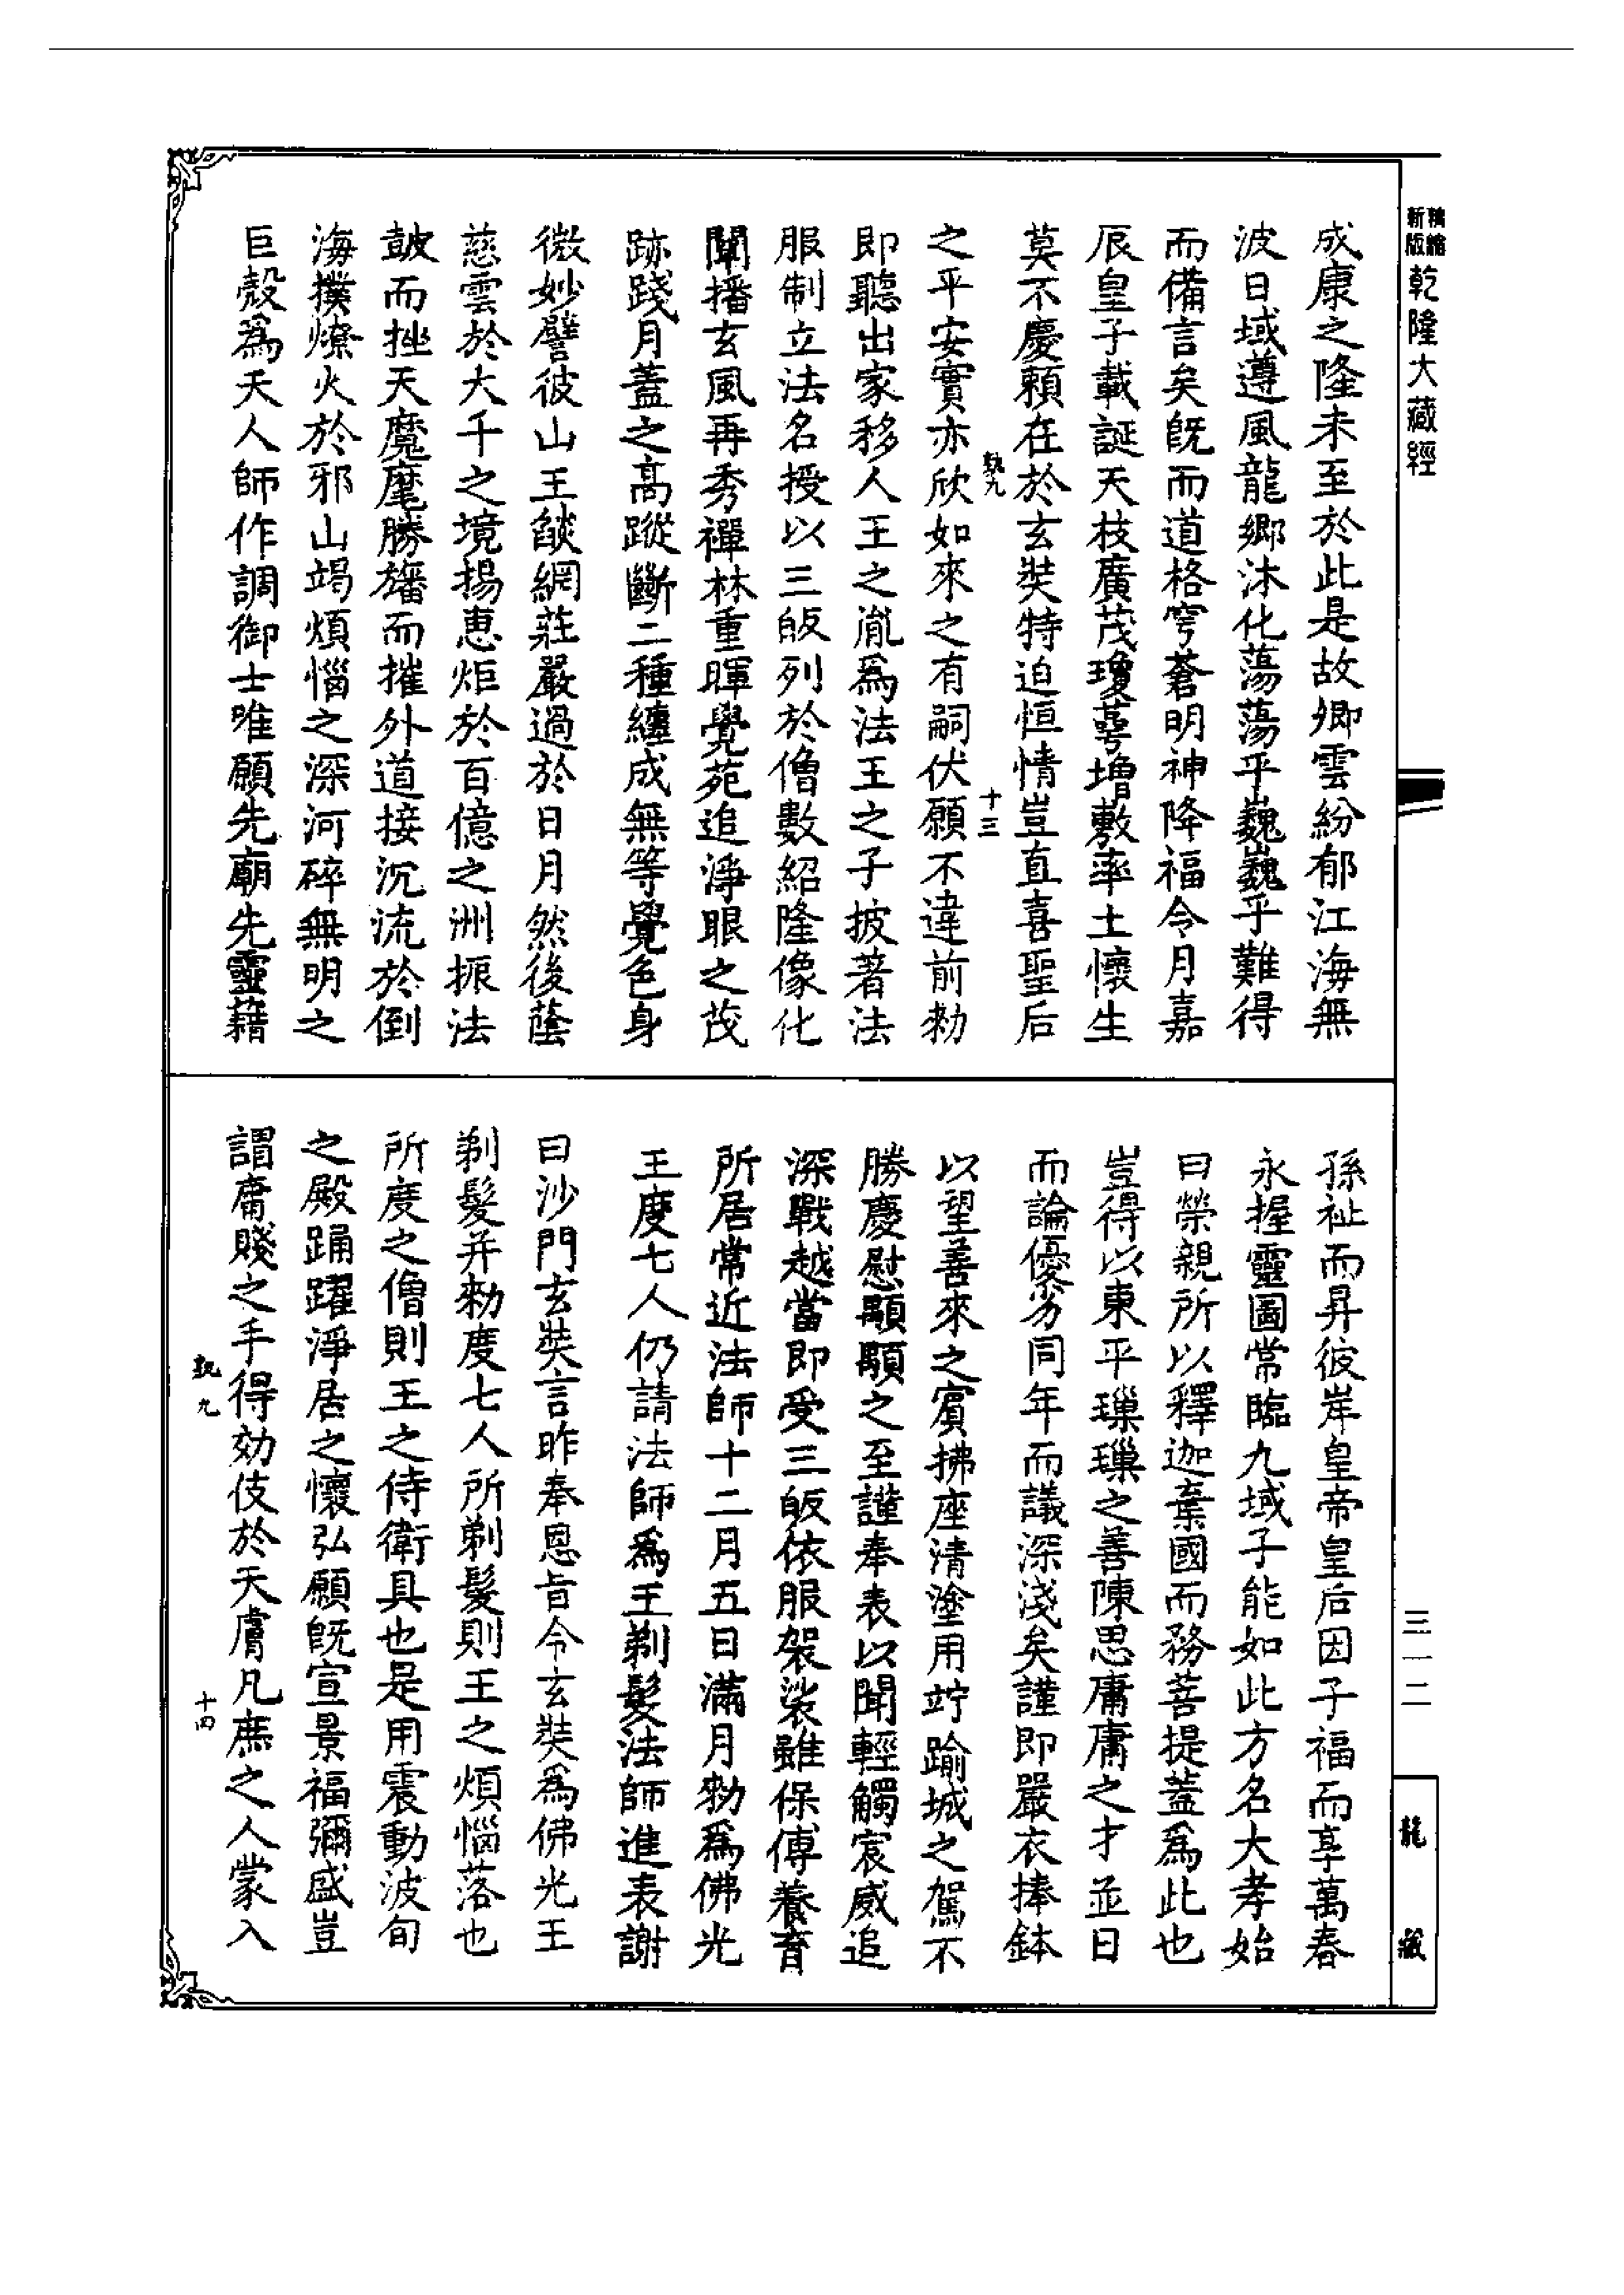 新版精縮乾隆大藏經
成康之隆未至於此是故卿雲紛郁江海無
波日域遵風龍鄉沐化蕩蕩乎巍巍乎難得
而備言矣旣而道格穹蒼明神降福令月嘉
辰皇子載誕天枝廣茂瓊萼增敷率土懷生
莫不慶賴在於玄奘特迫恒情豈直喜聖后
執九 十三
之平安實亦欣如來之有嗣伏願不違前勑
即聽出家移人王之胤爲法王之子披著法
服制立法名授以三皈列於僧數紹隆像化
闡播玄風再秀禪林重暉覺苑追淨眼之茂
跡踐月蓋之高蹤斷二種纏成無等覺色身
微妙譬彼山王燄網莊嚴過於日月然後蔭
慈雲於大千之境揚惠炬於百億之洲振法
皷而挫天魔麾勝旛而摧外道接沉流於倒
海撲燎火於邪山竭煩惱之深河碎無明之
巨殼爲天人師作調御士唯願先廟先靈藉
孫祉而昇彼岸皇帝皇后因子福而享萬春
永握靈圖常臨九域子能如此方名大孝始
曰榮親所以釋迦棄國而務菩提蓋爲此也
豈得以東平璅璅之善陳思庸庸之才並日
而論優劣同年而議深淺矣謹即嚴衣捧鉢
以望善來之賓拂座清塗用竚踰城之駕不
勝慶慰顒顒之至謹奉表以聞輕觸宸威追
深戰越當即受三皈依服袈裟雖保傅養育
所居常近法師十二月五日滿月勑爲佛光
王度七人仍請法師爲王剃髮法師進表謝
曰沙門玄奘言昨奉恩旨令玄奘爲佛光王
剃髮并勑度七人所剃髮則王之煩惱落也
所度之僧則王之侍衛具也是用震動波旬
之殿踊躍淨居之懷弘願旣宣景福彌盛豈
謂庸賤之手得効伎於天膚凡庶之人蒙入
執九 十四
三一二
龍藏